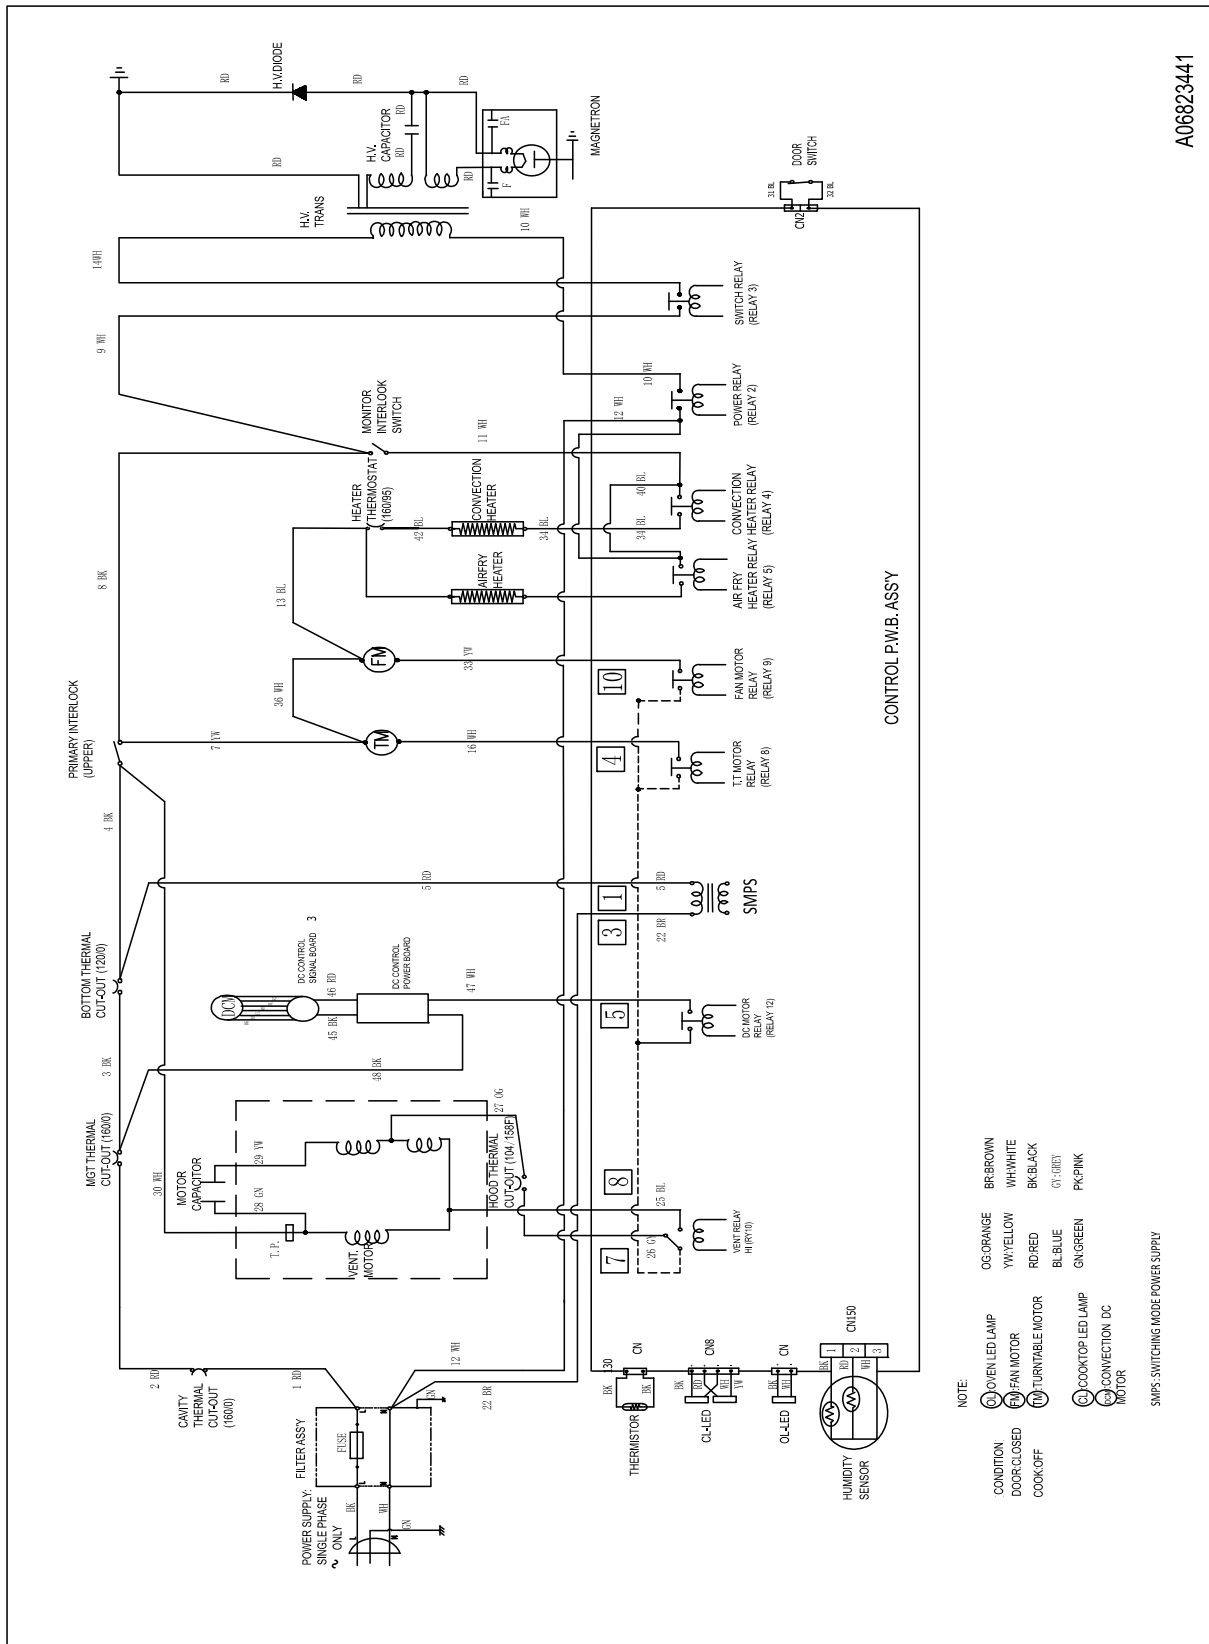 A06823441
H.V.DIODE
RD
RD
RD
RD
H.V.
CAPACITOR
RD
RD
RD
FA
F
MAGNETRON
H.V.
TRANS
10 WH
14WH
9 WH
DOOR
SWITCH
31 BL
32 BL
CN2
SWITCH RELAY
(RELAY 3)
10 WH
12 WH
POWER RELAY
(RELAY 2)
MONITOR
INTERLOOK
SWITCH
11 WH
HEATER
THERMOSTAT
(160/95)
CONVECTION
HEATER
42 BL
34 BL
40 BL
34 BL
CONVECTION
HEATER RELAY
(RELAY 4)
8 BK
13 BL
AIRFRY
HEATER
AIR FRY
HEATER RELAY
(RELAY 5)
CONTROL P.W.B. ASS'Y
FM
33 YW
36 WH
10
FAN MOTOR
RELAY
(RELAY 9)
PRIMARY INTERLOCK
(UPPER)
7 YW
TM
16 WH
4
T.T MOTOR
RELAY
(RELAY 8)
4 BK
5 RD
1
5 RD
3
22 BR
SMPS
BOTTOM THERMAL
CUT-OUT (120/0)
DCM
DC CONTROL
SIGNAL BOARD
3
46 RD
45 BK
DC CONTROL
POWER BOARD
47 WH
5
DC MOTOR
RELAY
(RELAY 12)
3 BK
48 BK
MGT THERMAL
CUT-OUT (160/0)
30 WH
MOTOR
CAPACITOR
29 YW
28 GN
T.P.
VENT.
MOTOR
27 OG
HOOD THERMAL
CUT-OUT (104/158F)
8
25 BL
7
26 GY
VENT RELAY
HI (RY10)
2 RD
CAVITY
THERMAL
CUT-OUT
(160/0)
1 RD
12 WH
22 BR
FILTER ASS'Y
FUSE
L
N
L
N
GN
POWER SUPPLY:
SINGLE PHASE
~ ONLY
BK
WH
L
N
GN
THERMISTOR
BK
BK
130
CN
CL-LED
BK
RD
WH
YW
CN8
OL-LED
BK
WH
CN
HUMIDITY
SENSOR
BK
RD
WH
1
2
3
CN150
NOTE:
CONDITION:
DOOR:CLOSED
COOK:OFF
OL:OVEN LED LAMP
FM:FAN MOTOR
TM:TURNTABLE MOTOR
CL:COOKTOP LED LAMP
DCM:CONVECTION DC
MOTOR
OG:ORANGE
YW:YELLOW
RD:RED
BL:BLUE
GN:GREEN
BR:BROWN
WH:WHITE
BK:BLACK
GY:GREY
PK:PINK
SMPS: SWITCHING MODE POWER SUPPLY